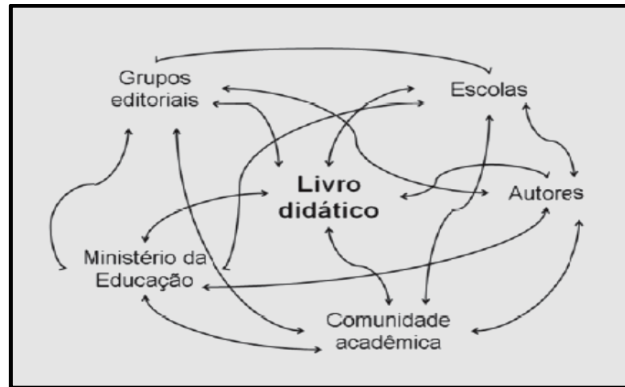 Grupos
editoriais
Escolas
Livro
didático
Autores
Ministério da
Educação
Comunidade
acadêmica